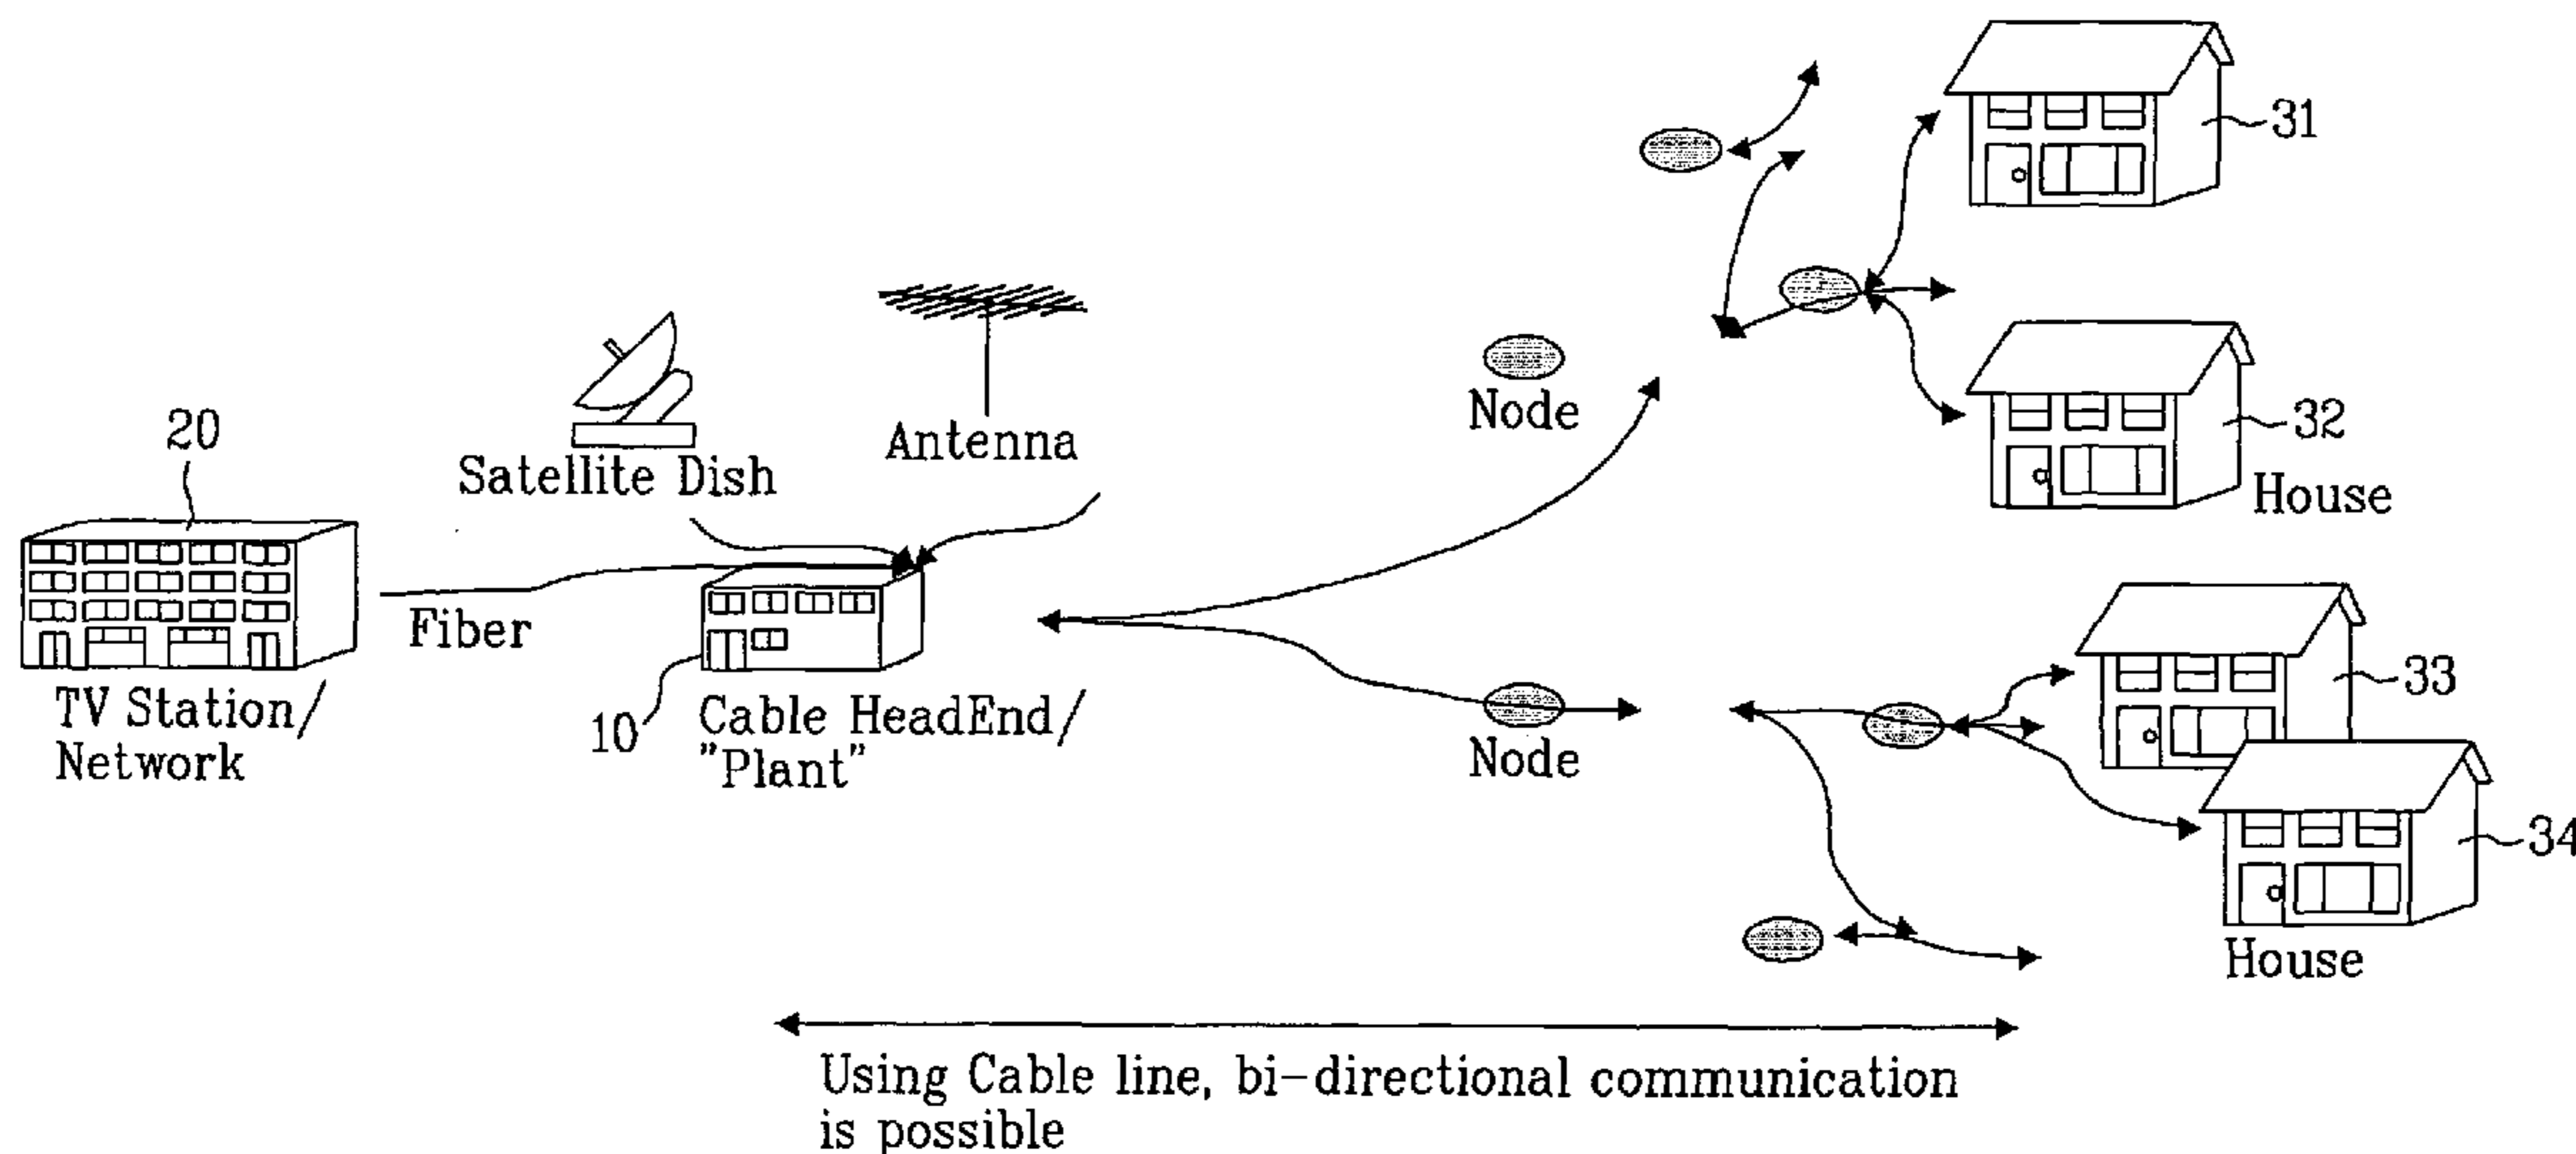 31
20
Satellite Dish
Antenna
Node
32
House
Fiber
TV Station/
Network
10
Cable HeadEnd/
"Plant"
Node
33
34
House
Using Cable line, bi-directional communication
is possible